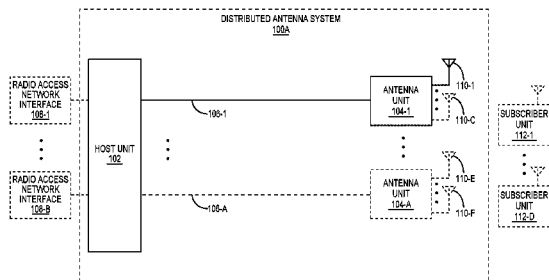 DISTRIBUTED ANTENNA SYSTEM
100A
RADIO ACCESS
NETWORK
INTERFACE
108-1
RADIO ACCESS
NETWORK
INTERFACE
108-B
HOST UNIT
102
106-1
106-A
ANTENNA
UNIT
104-1
ANTENNA
UNIT
104-A
110-1
110-C
110-E
110-F
SUBSCRIBER
UNIT
112-1
SUBSCRIBER
UNIT
112-D